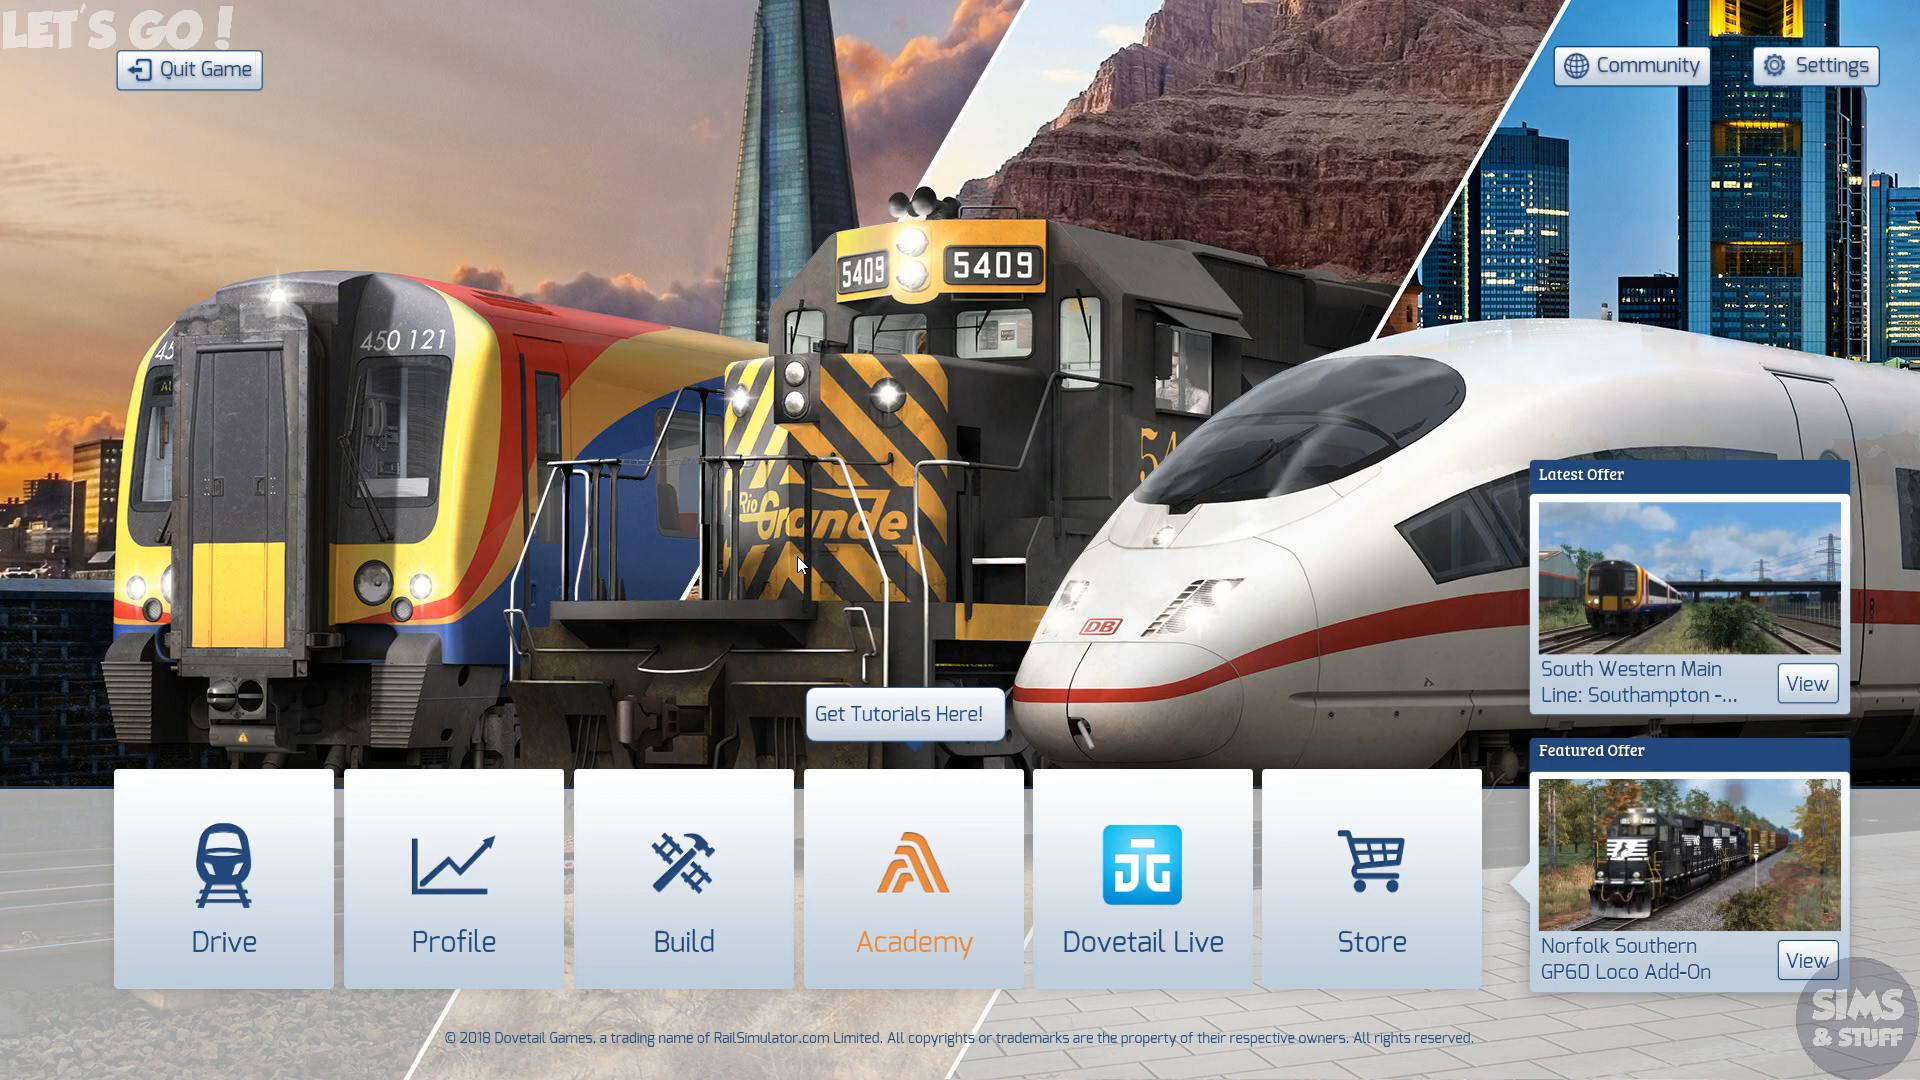 LET'S GO!
Quit Game
Community
Settings
5409
5409
450 121
45
54
Rio
Grande
DB
Latest Offer
South Western Main
Line: Southampton -...
View
Get Tutorials Here!
Featured Offer
Norfolk Southern
GP60 Loco Add-On
View
Drive
Profile
Build
Academy
Dovetail Live
Store
SIMS
& STUFF
© 2018 Dovetail Games, a trading name of RailSimulator.com Limited. All copyrights or trademarks are the property of their respective owners. All rights reserved.